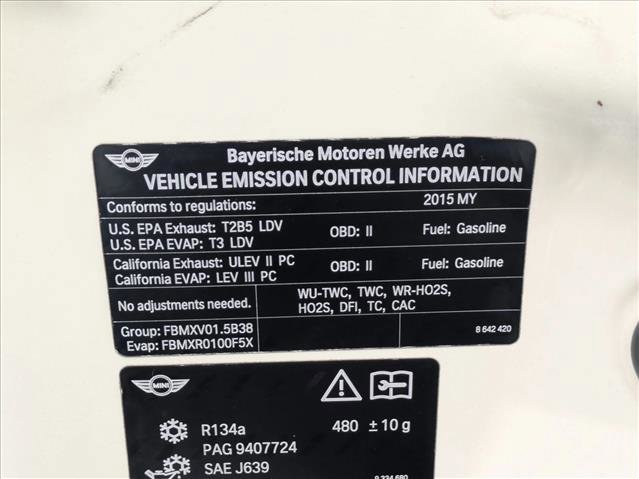 MINI
Bayerische Motoren Werke AG
VEHICLE EMISSION CONTROL INFORMATION
Conforms to regulations: 2015 MY
U.S. EPA Exhaust: T2B5 LDV OBD: II Fuel: Gasoline
U.S. EPA EVAP: T3 LDV
California Exhaust: ULEV II PC OBD: II Fuel: Gasoline
California EVAP: LEV III PC
No adjustments needed. WU-TWC, TWC, WR-HO2S,
HO2S, DFI, TC, CAC
Group: FBMXV01.5B38
Evap: FBMXR0100F5X 8 642 420
MINI
R134a 480 ± 10 g
PAG 9407724
SAE J639
9 334 680